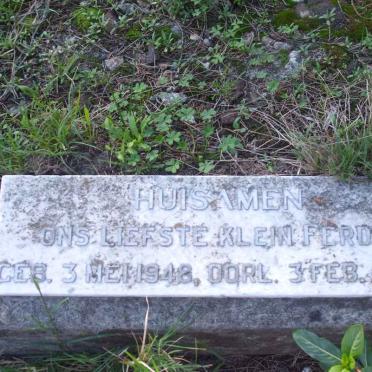 HUISAMEN
ONS LIEFSTE KLEIN FERD
GEB. 3 MEI 1948. OORL. 3 FEB.